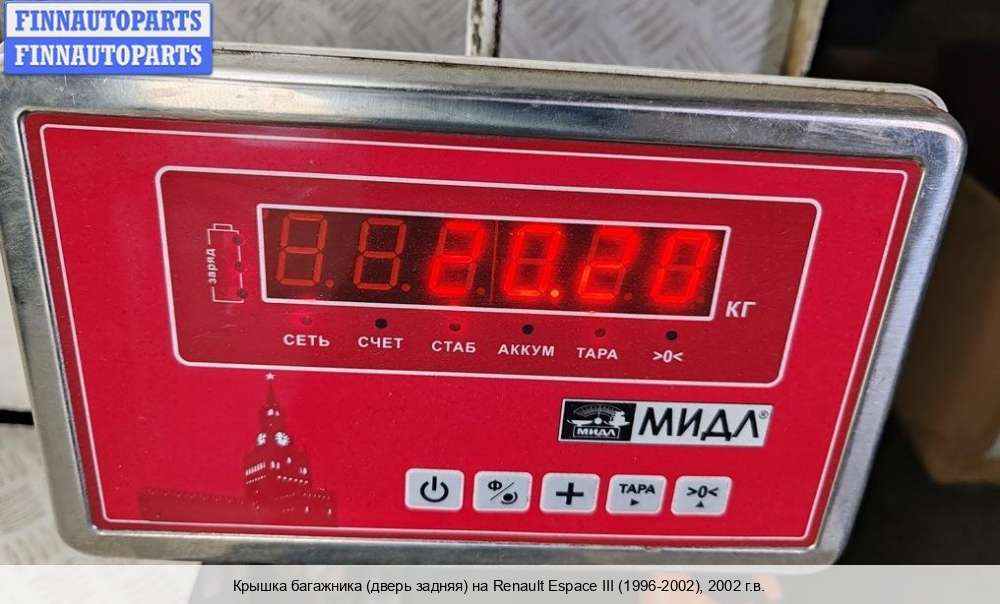 FINNAUTOPARTS
FINNAUTOPARTS
заряд
20.20
КГ
СЕТЬ СЧЕТ СТАБ АККУМ ТАРА >0<
МИДЛ МИДЛ®
Ф + ТАРА >0<
Крышка багажника (дверь задняя) на Renault Espace III (1996-2002), 2002 г.в.